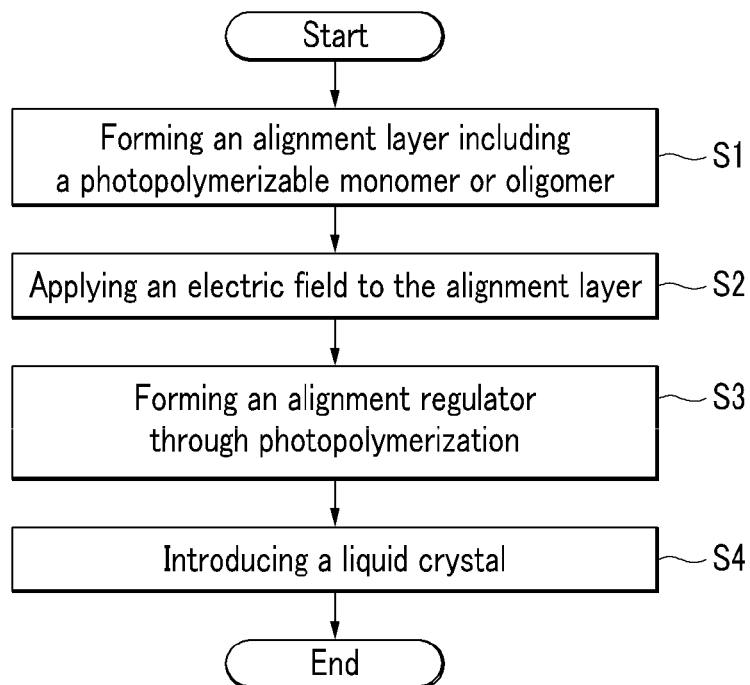 Start
Forming an alignment layer including
a photopolymerizable monomer or oligomer
S1
Applying an electric field to the alignment layer
S2
Forming an alignment regulator
through photopolymerization
S3
Introducing a liquid crystal
S4
End